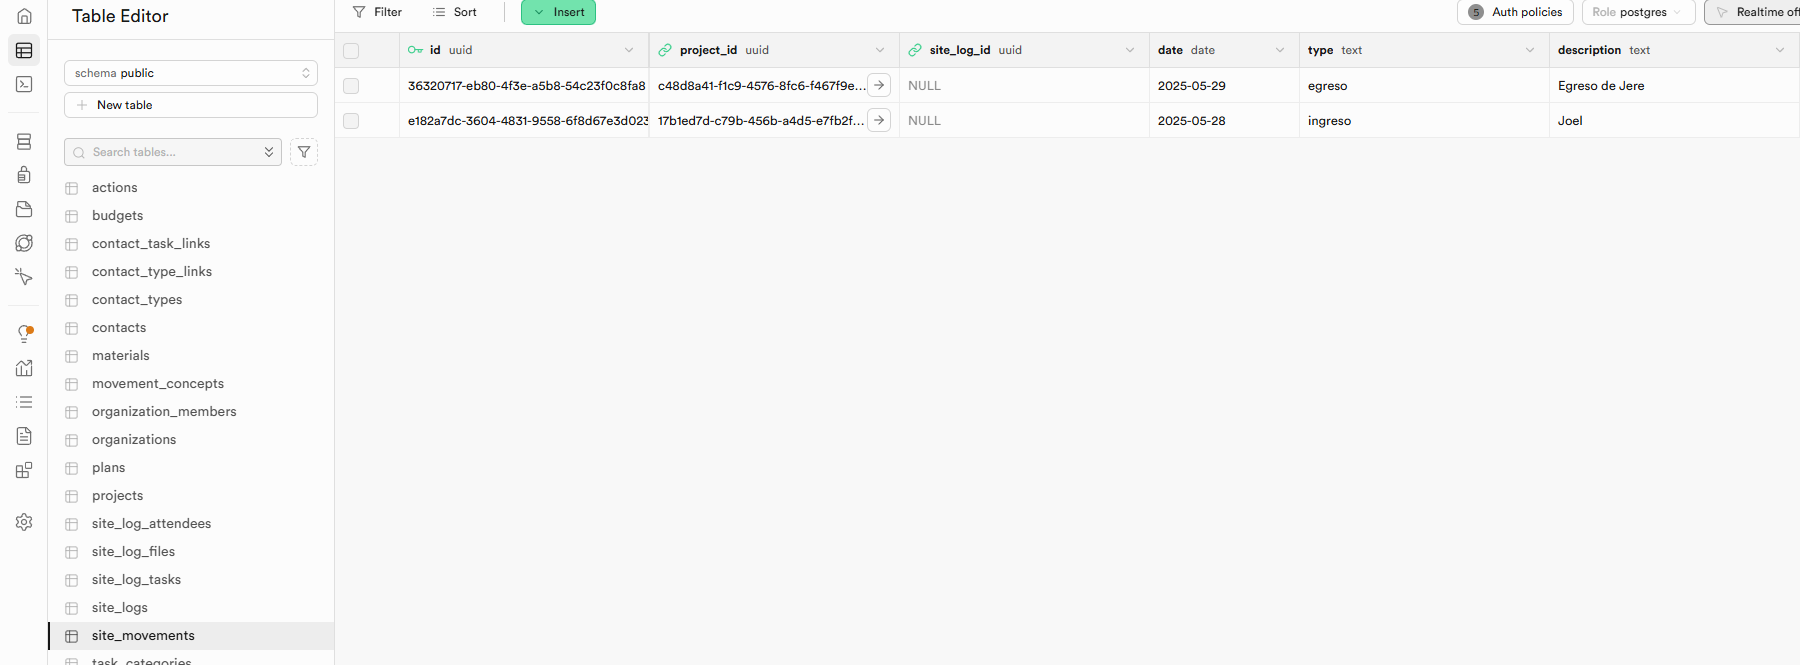 Table Editor
schema public
New table
Search tables...
actions
budgets
contact_task_links
contact_type_links
contact_types
contacts
materials
movement_concepts
organization_members
organizations
plans
projects
site_log_attendees
site_log_files
site_log_tasks
site_logs
site_movements
task_categories
Filter Sort Insert 5 Auth policies Role postgres Realtime off
id uuid project_id uuid site_log_id uuid date date type text description text
36320717-eb80-4f3e-a5b8-54c23f0c8fa8 c48d8a41-f1c9-4576-8fc6-f467f9e... NULL 2025-05-29 egreso Egreso de Jere
e182a7dc-3604-4831-9558-6f8d67e3d023 17b1ed7d-c79b-456b-a4d5-e7fb2f... NULL 2025-05-28 ingreso Joel